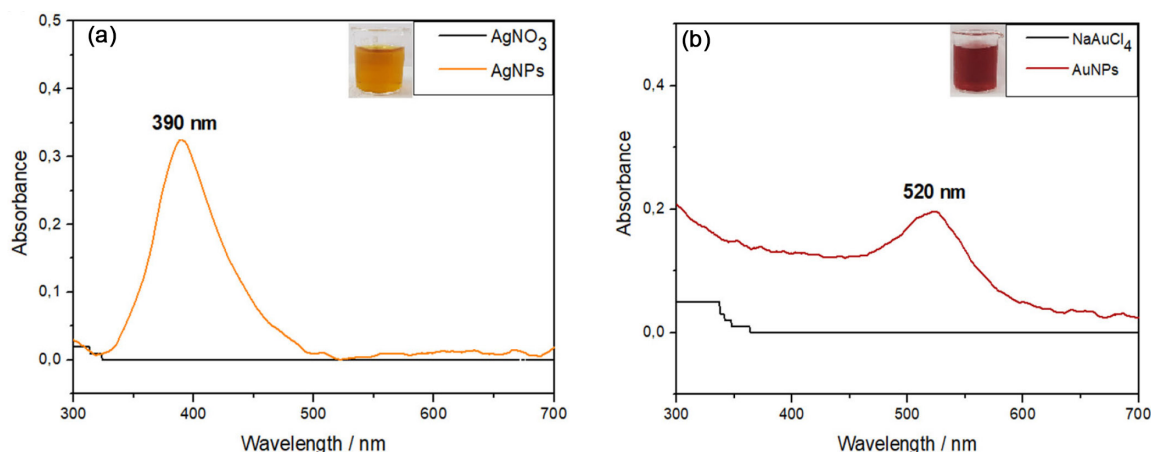 (a)
AgNO3
AgNPs
390 nm
0,5
0,4
0,3
0,2
0,1
0,0
Absorbance
300
400
500
600
700
Wavelength / nm
(b)
NaAuCl4
AuNPs
520 nm
0,4
0,2
0,0
Absorbance
300
400
500
600
700
Wavelength / nm